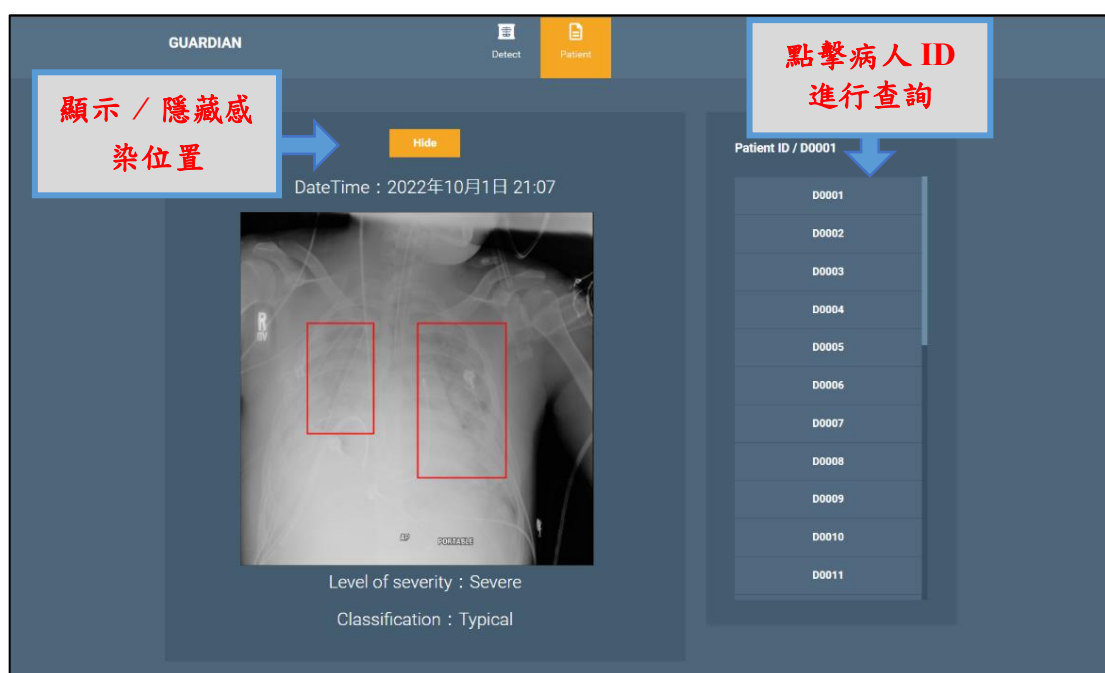 GUARDIAN
Detect
Patient
顯示 / 隱藏感
染位置
點擊病人 ID
進行查詢
Hide
DateTime：2022年10月1日 21:07
R
AP
PORTABLE
Level of severity：Severe
Classification：Typical
Patient ID / D0001
D0001
D0002
D0003
D0004
D0005
D0006
D0007
D0008
D0009
D0010
D0011